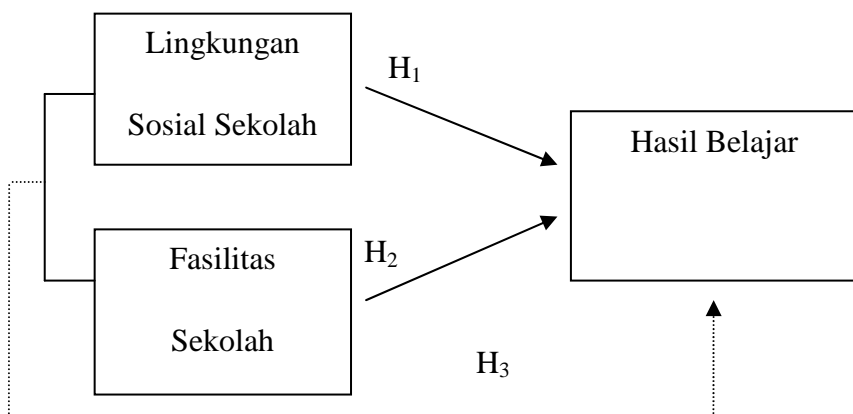 Lingkungan
Sosial Sekolah
H₁
Hasil Belajar
Fasilitas
Sekolah
H₂
H₃